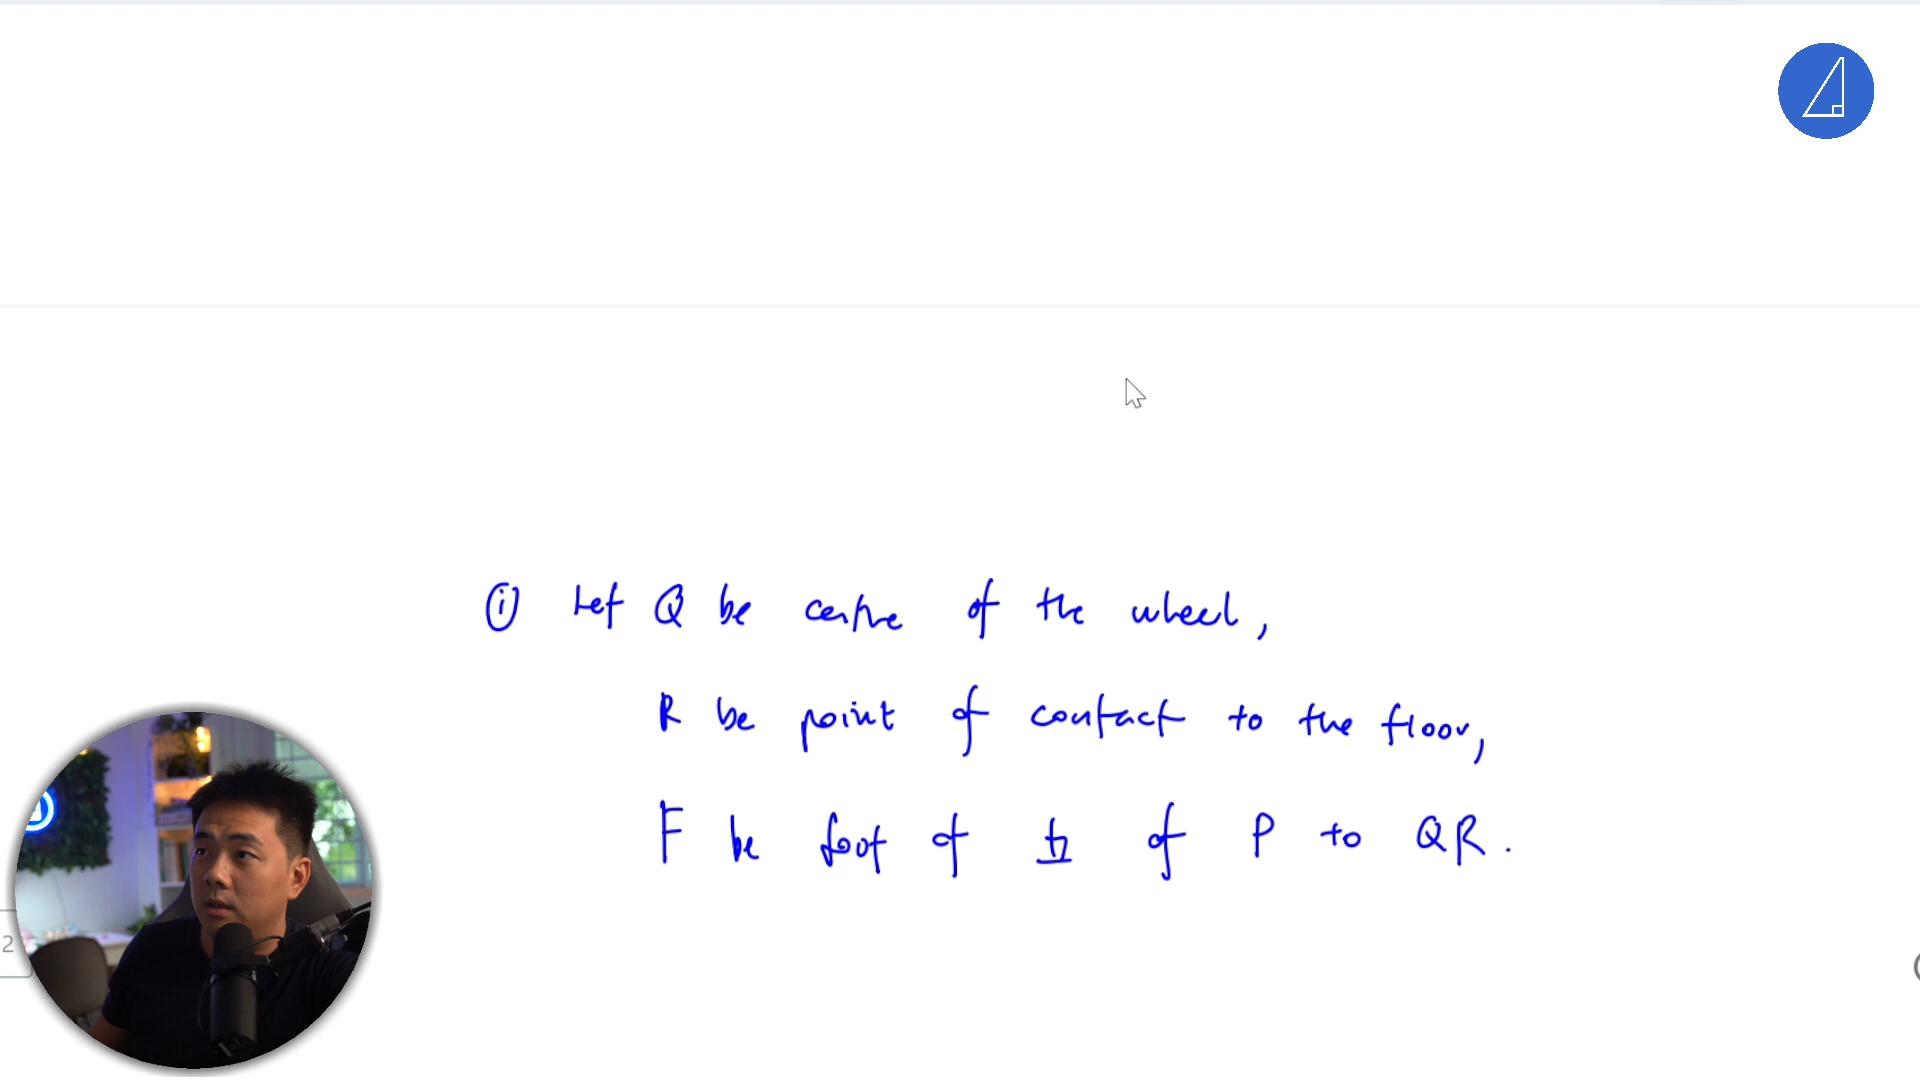 (i) Let Q be centre of the wheel,
R be point of contact to the floor,
F be foot of ⊥ of P to QR.
2